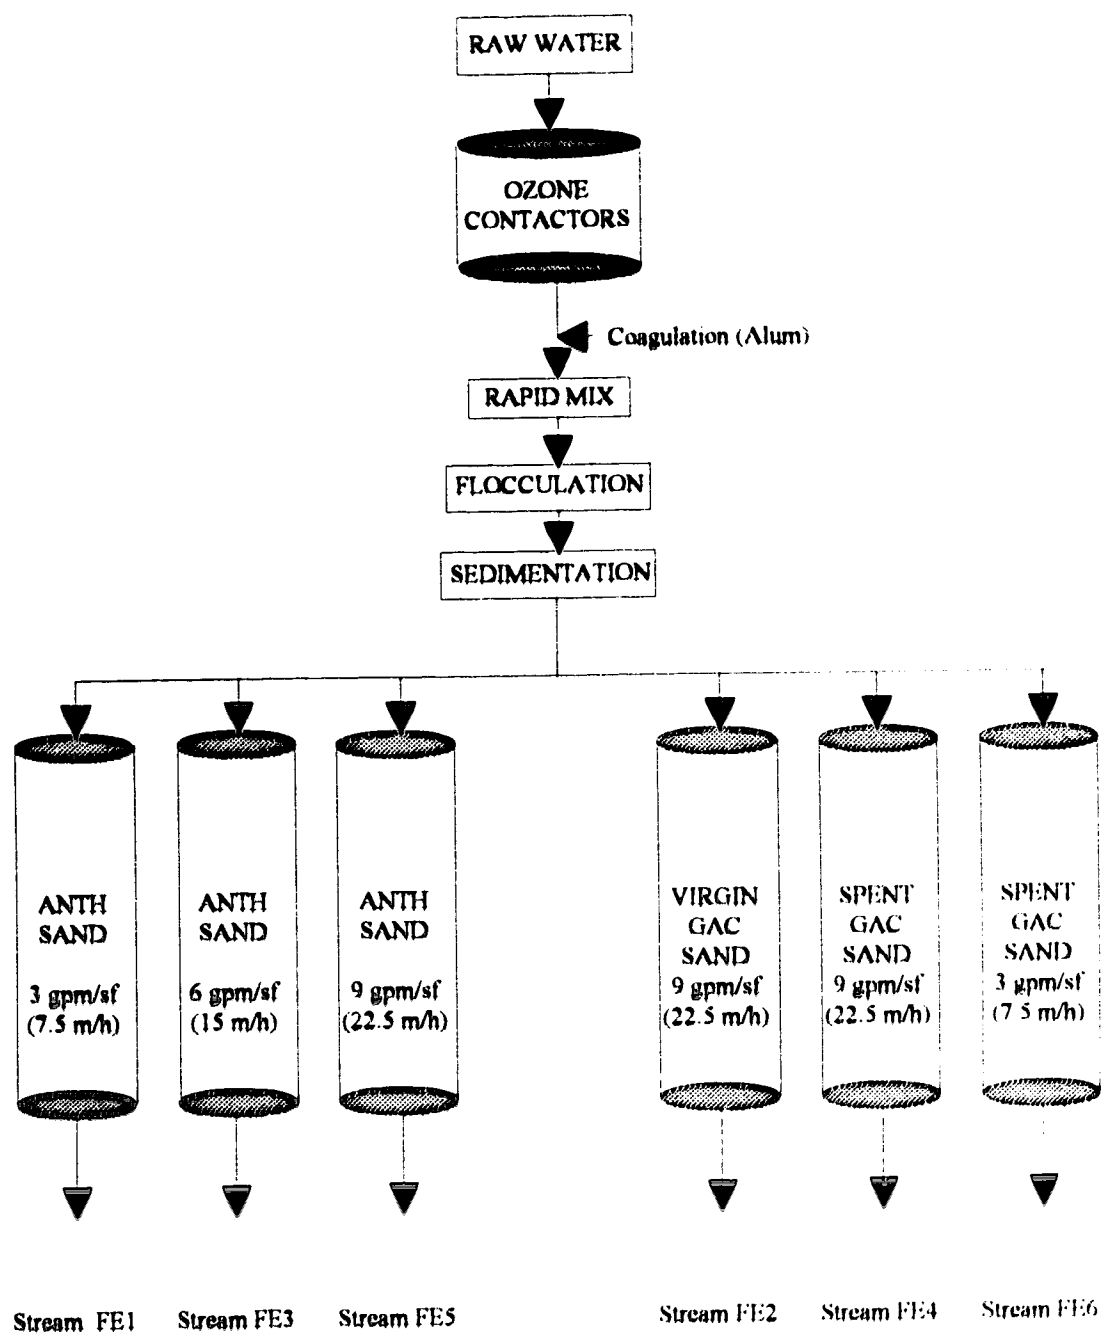 RAW WATER
OZONE
CONTACTORS
Coagulation (Alum)
RAPID MIX
FLOCCULATION
SEDIMENTATION
ANTH
SAND
3 gpm/sf
(7.5 m/h)
ANTH
SAND
6 gpm/sf
(15 m/h)
ANTH
SAND
9 gpm/sf
(22.5 m/h)
VIRGIN
GAC
SAND
9 gpm/sf
(22.5 m/h)
SPENT
GAC
SAND
9 gpm/sf
(22.5 m/h)
SPENT
GAC
SAND
3 gpm/sf
(7 5 m/h)
Stream FE1
Stream FE3
Stream FE5
Stream FE2
Stream FE4
Stream FE6